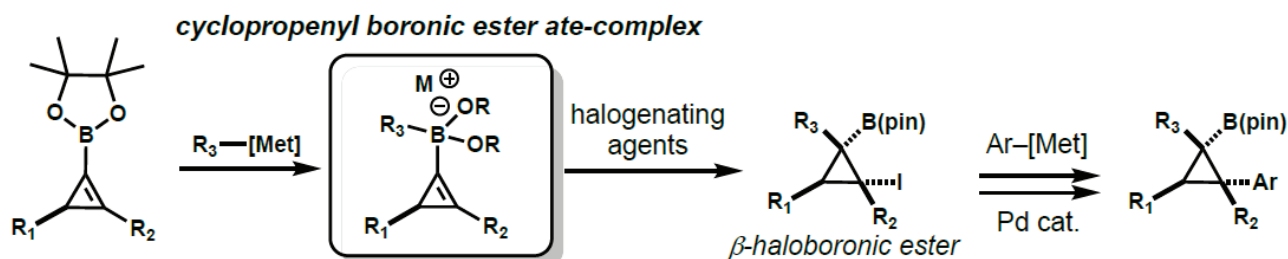 cyclopropenyl boronic ester ate-complex
O O
B
R1 R2
R3—[Met]
M ⊕
⊖ OR
R3 B OR
R1 R2
halogenating
agents
R3 B(pin)
I
R1 R2
β-haloboronic ester
Ar–[Met]
Pd cat.
R3 B(pin)
Ar
R1 R2